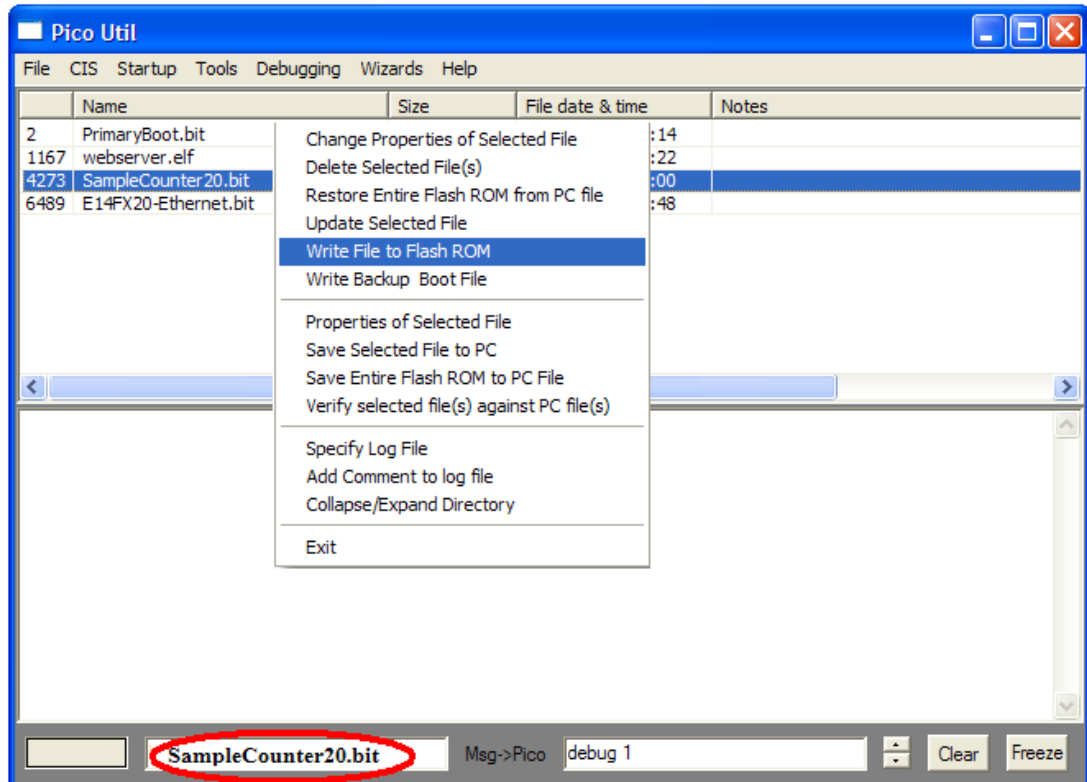 Pico Util
File CIS Startup Tools Debugging Wizards Help
Name Size File date & time Notes
2 PrimaryBoot.bit :14
1167 webserver.elf :22
4273 SampleCounter20.bit :00
6489 E14FX20-Ethernet.bit :48
Change Properties of Selected File
Delete Selected File(s)
Restore Entire Flash ROM from PC file
Update Selected File
Write File to Flash ROM
Write Backup Boot File
Properties of Selected File
Save Selected File to PC
Save Entire Flash ROM to PC File
Verify selected file(s) against PC file(s)
Specify Log File
Add Comment to log file
Collapse/Expand Directory
Exit
SampleCounter20.bit Msg->Pico debug 1 Clear Freeze